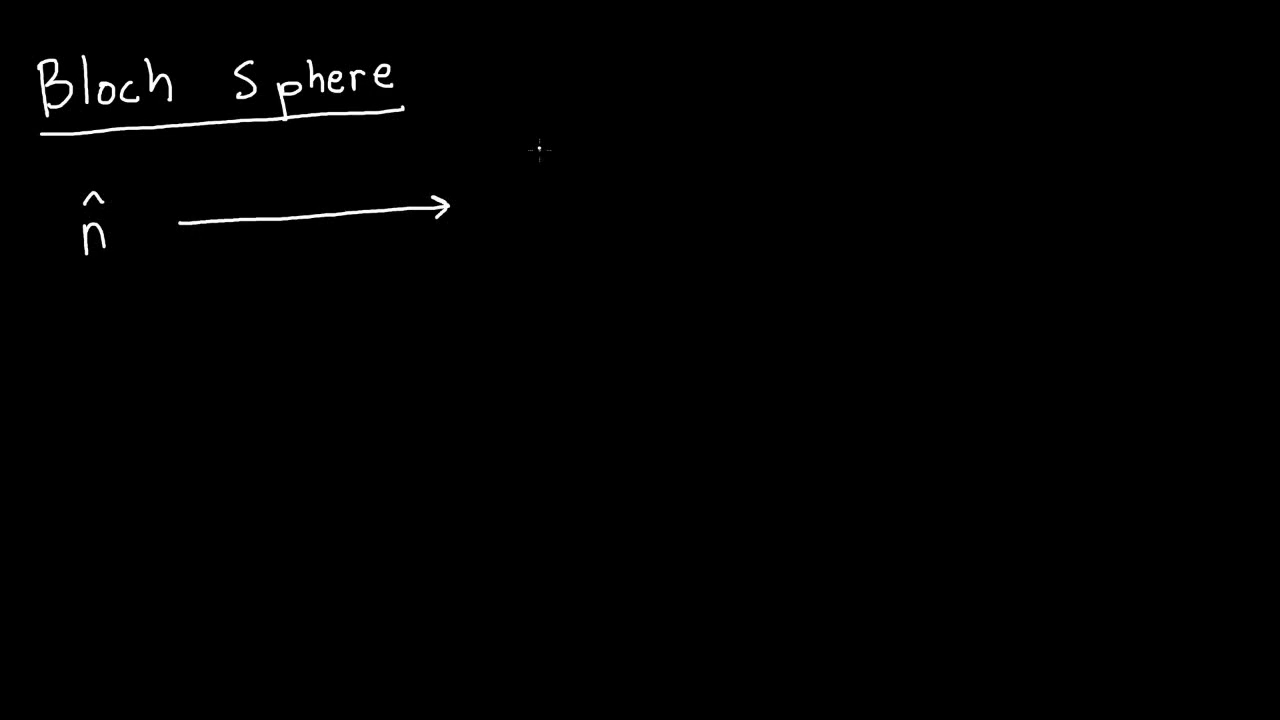 Bloch Sphere
n̂ →